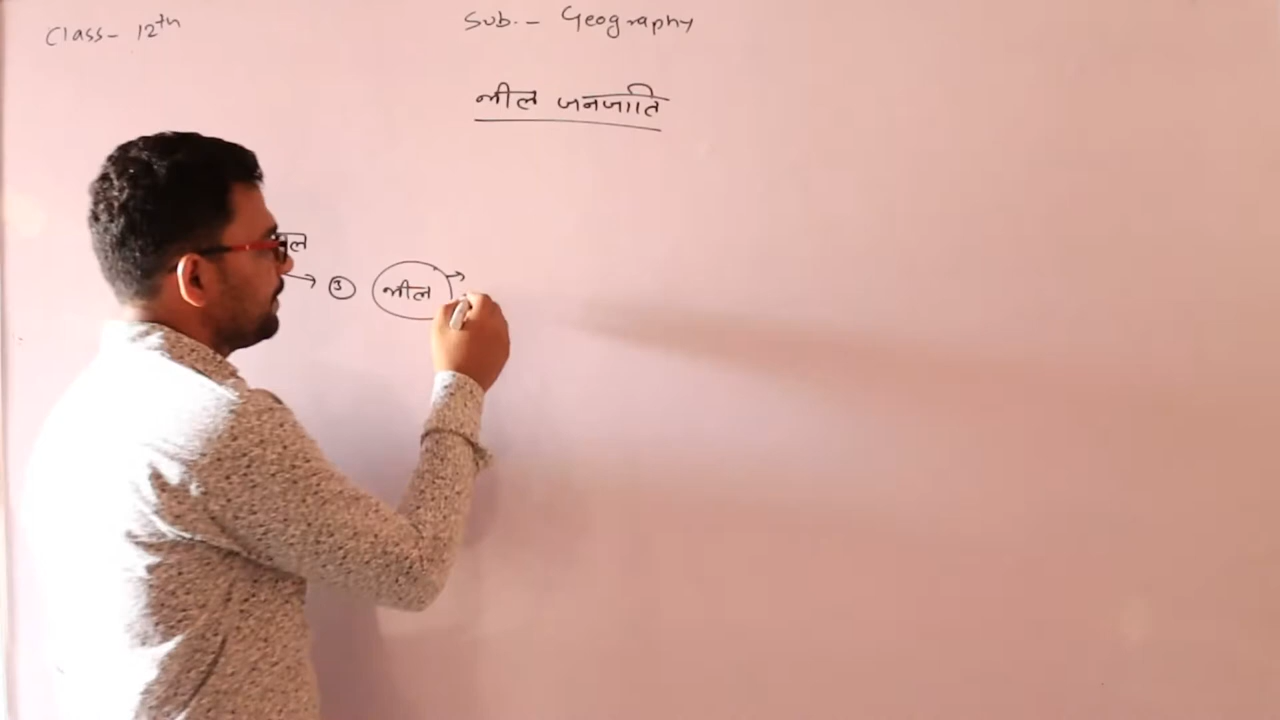 Class- 12th
Sub.- Geography
भील जनजाति
③ भील